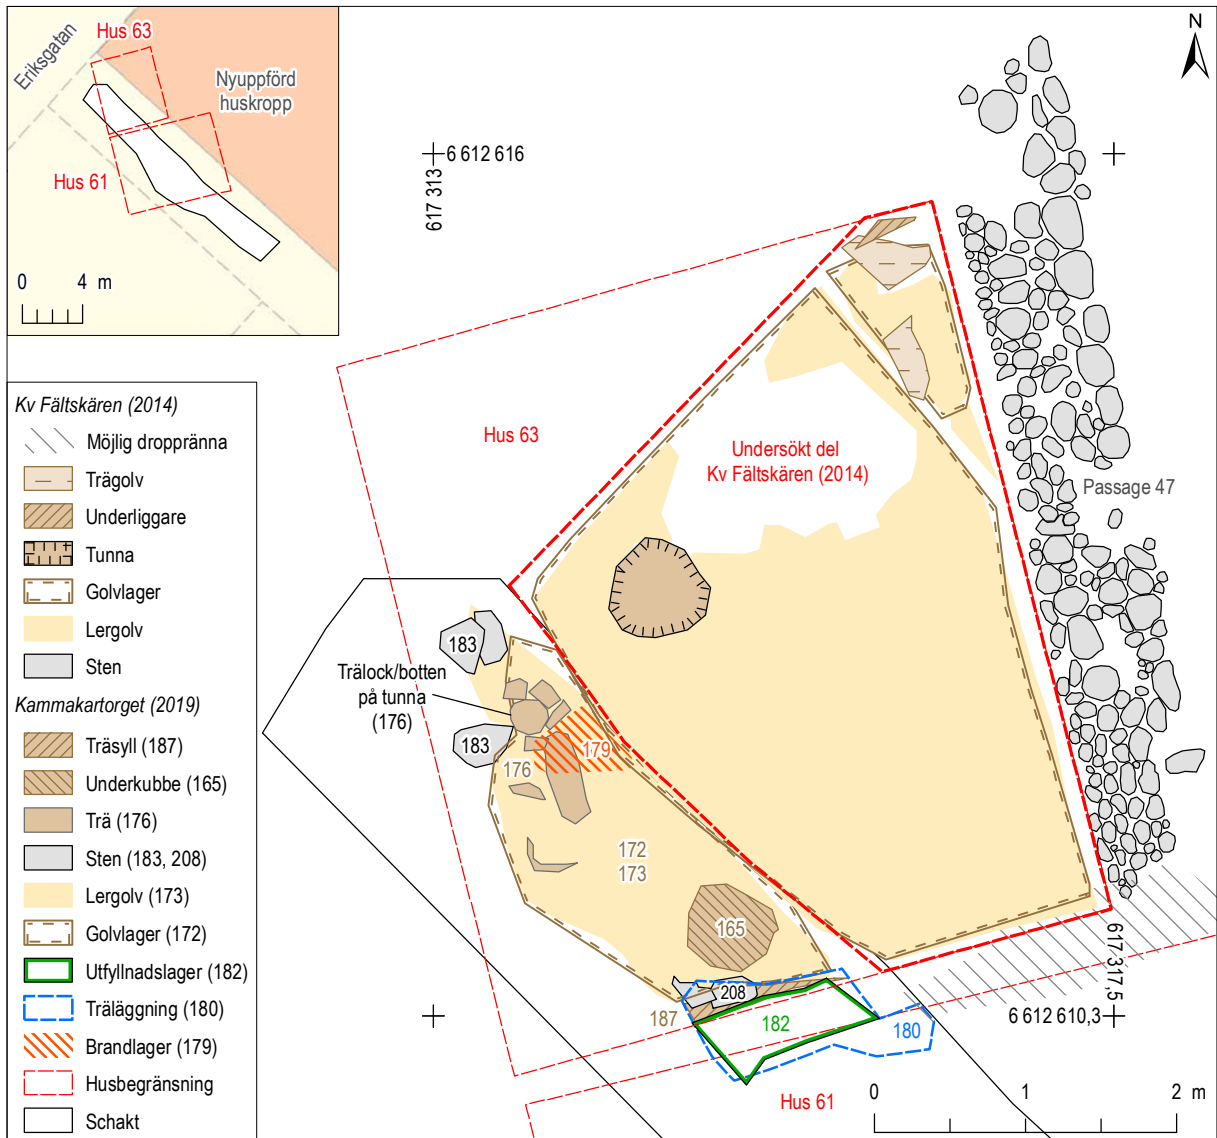 Hus 63
Eriksgatan
Nyuppförd
huskropp
Hus 61
0 4 m
N
6 612 616
617 313
Hus 63
Undersökt del
Kv Fältskären (2014)
Passage 47
183
Trälock/botten
på tunna
(176)
183
179
176
172
173
165
208
187
182
180
617 317,5
6 612 610,3
Hus 61
0 1 2 m
Kv Fältskären (2014)
Möjlig droppränna
Trägolv
Underliggare
Tunna
Golvlager
Lergolv
Sten
Kammakartorget (2019)
Träsyll (187)
Underkubbe (165)
Trä (176)
Sten (183, 208)
Lergolv (173)
Golvlager (172)
Utfyllnadslager (182)
Träläggning (180)
Brandlager (179)
Husbegränsning
Schakt